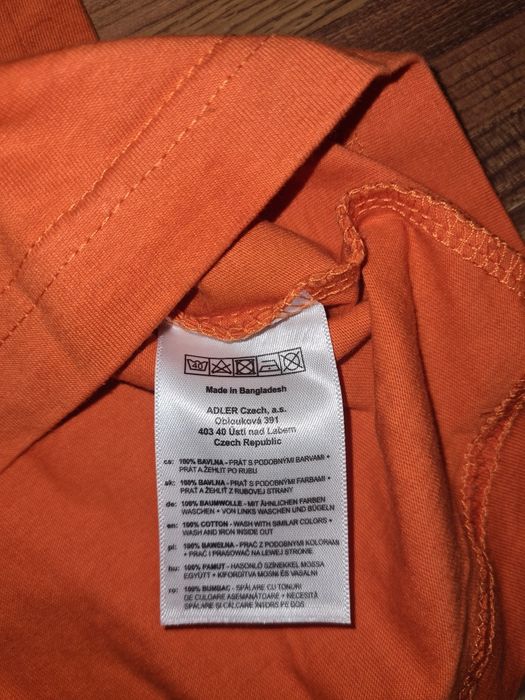 40
Made in Bangladesh
ADLER Czech, a.s.
Oblouková 391
403 40 Ústí nad Labem
Czech Republic
cs: 100% BAVLNA - PRÁT S PODOBNÝMI BARVAMI •
PRÁT A ŽEHLIT PO RUBU
sk: 100% BAVLNA - PRAŤ S PODOBNÝMI FARBAMI •
PRAŤ A ŽEHLIŤ Z RUBOVEJ STRANY
de: 100% BAUMWOLLE - MIT ÄHNLICHEN FARBEN
WASCHEN • VON LINKS WASCHEN UND BÜGELN
en: 100% COTTON - WASH WITH SIMILAR COLORS •
WASH AND IRON INSIDE OUT
pl: 100% BAWEŁNA - PRAĆ Z PODOBNYMI KOLORAMI
• PRAĆ I PRASOWAĆ NA LEWEJ STRONIE
hu: 100% PAMUT - HASONLÓ SZÍNEKKEL MOSSA
EGYÜTT • KIFORDÍTVA MOSNI ÉS VASALNI
ro: 100% BUMBAC - SPĂLARE CU TONURI
DE CULOARE ASEMĂNĂTOARE • NECESITĂ
SPĂLARE ȘI CĂLCARE ÎNTORS PE DOS